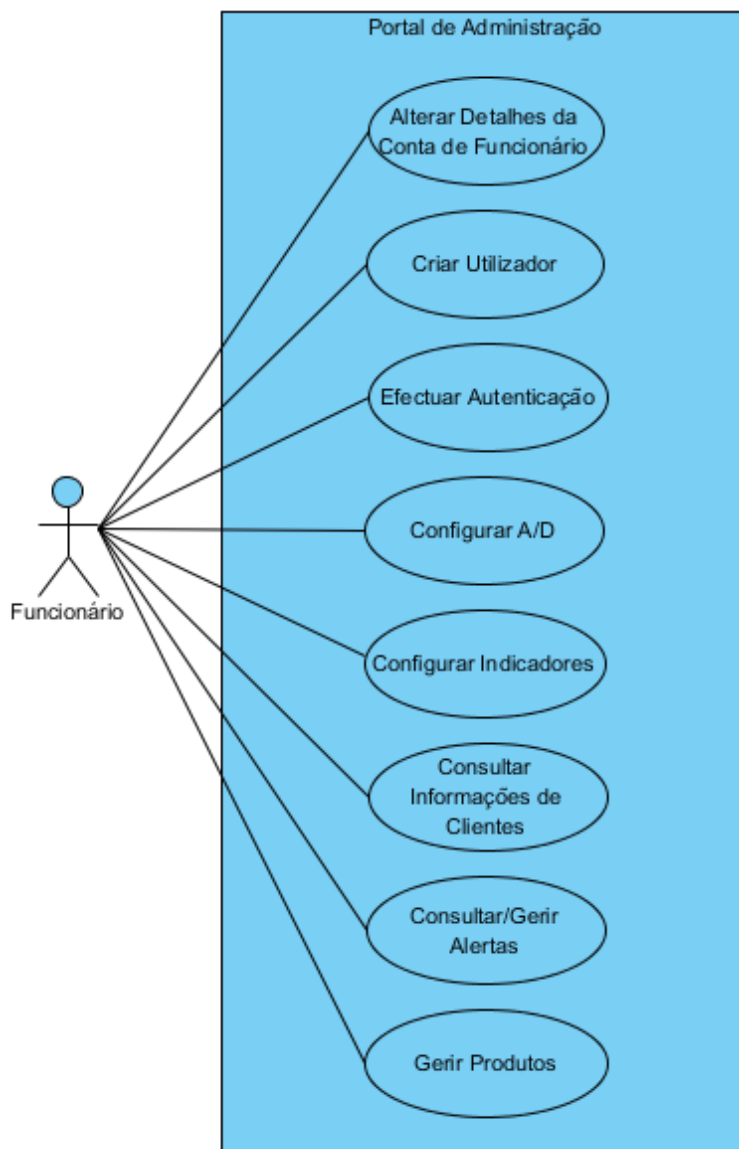 Portal de Administração
Alterar Detalhes da
Conta de Funcionário
Criar Utilizador
Efectuar Autenticação
Configurar A/D
Funcionário
Configurar Indicadores
Consultar
Informações de
Clientes
Consultar/Gerir
Alertas
Gerir Produtos